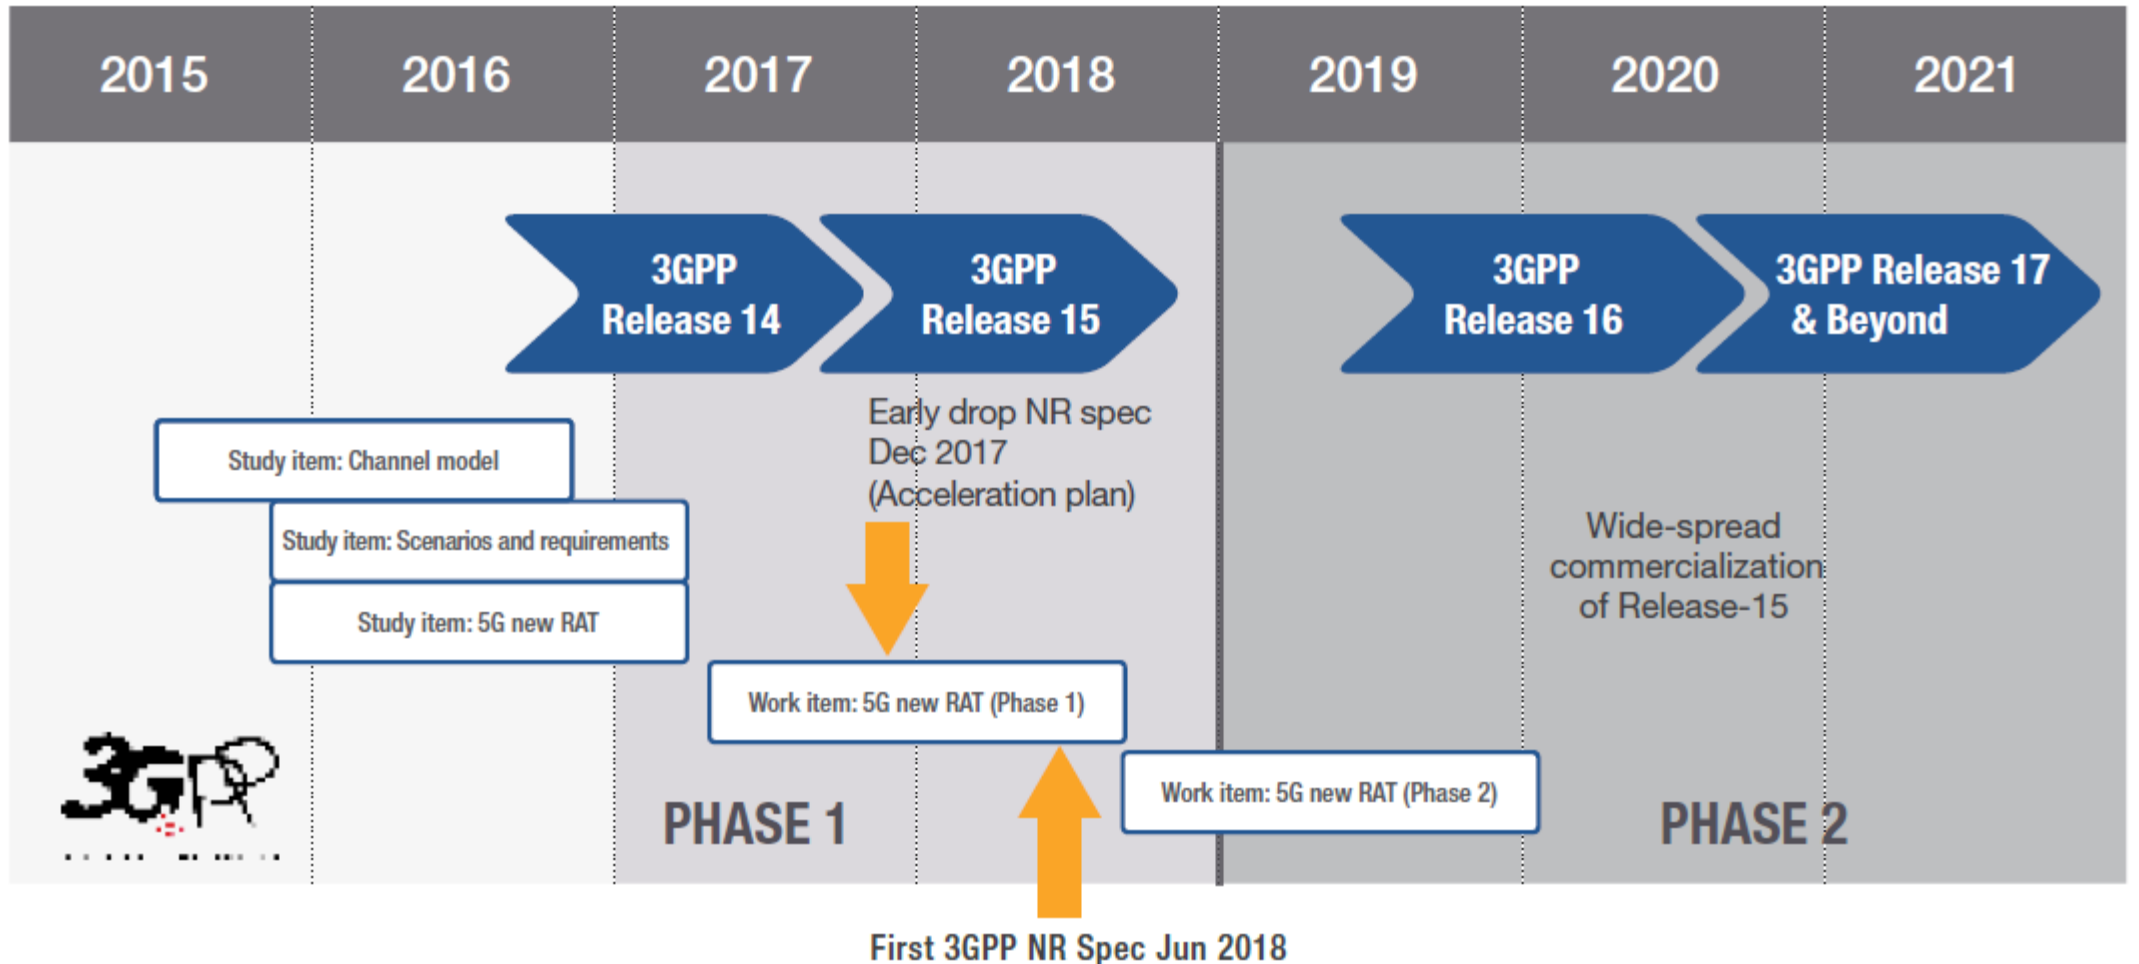 2015 2016 2017 2018 2019 2020 2021
3GPP
Release 14
3GPP
Release 15
3GPP
Release 16
3GPP Release 17
& Beyond
Early drop NR spec
Dec 2017
(Acceleration plan)
Study item: Channel model
Study item: Scenarios and requirements
Study item: 5G new RAT
Wide-spread
commercialization
of Release-15
Work item: 5G new RAT (Phase 1)
Work item: 5G new RAT (Phase 2)
3GPP
PHASE 1
PHASE 2
First 3GPP NR Spec Jun 2018